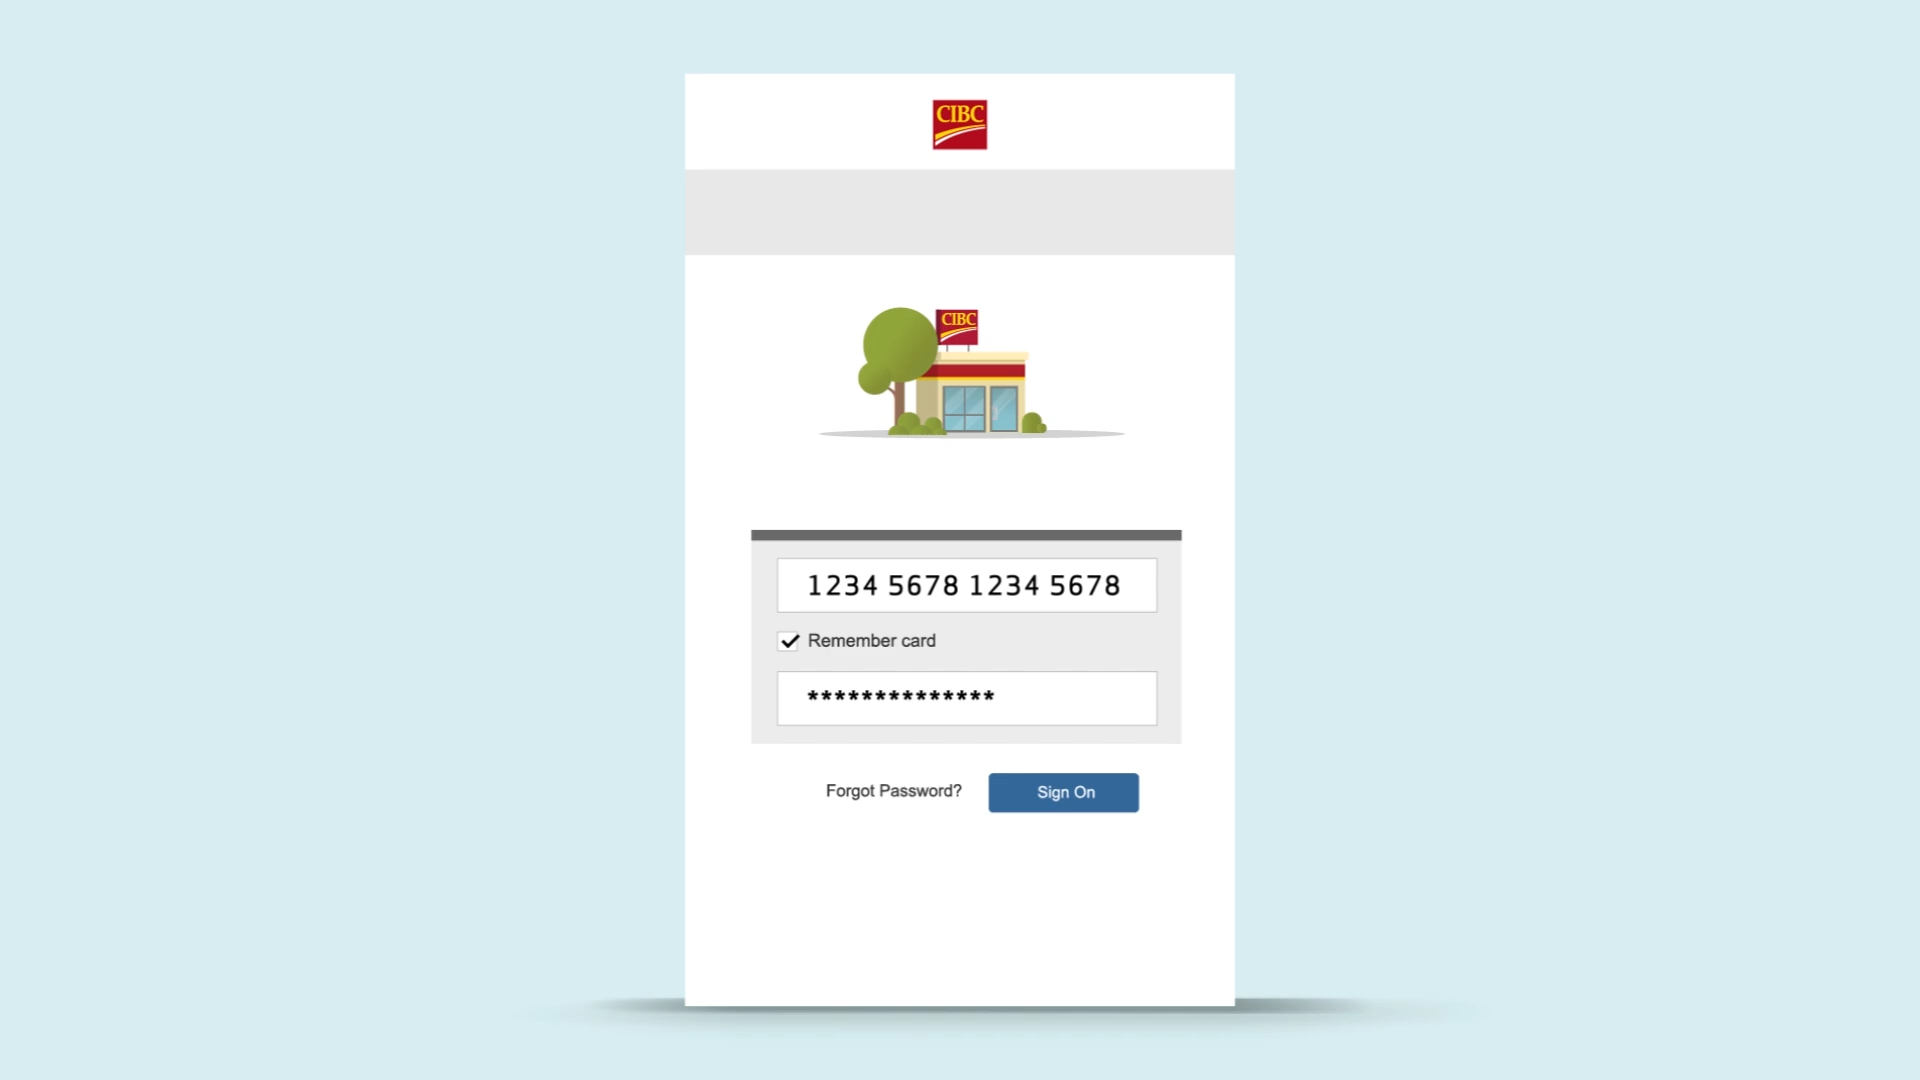 CIBC
CIBC
1234 5678 1234 5678
Remember card
**************
Forgot Password?
Sign On